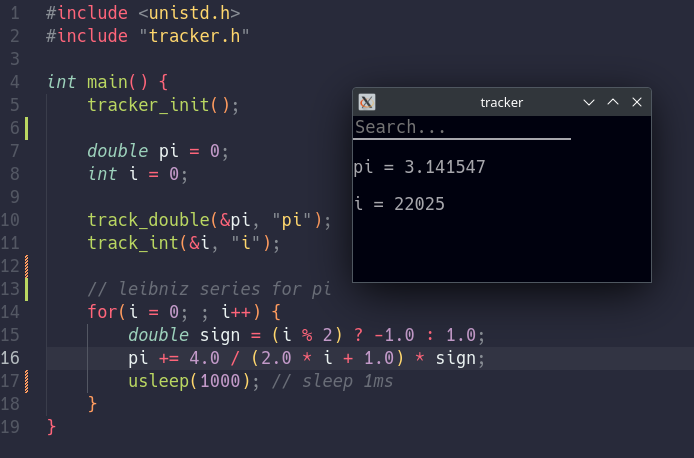 1 #include <unistd.h>
2 #include "tracker.h"
3
4 int main() {
5 tracker_init();
6
7 double pi = 0;
8 int i = 0;
9
10 track_double(&pi, "pi");
11 track_int(&i, "i");
12
13 // leibniz series for pi
14 for(i = 0; ; i++) {
15 double sign = (i % 2) ? -1.0 : 1.0;
16 pi += 4.0 / (2.0 * i + 1.0) * sign;
17 usleep(1000); // sleep 1ms
18 }
19 }
tracker
Search...
pi = 3.141547
i = 22025